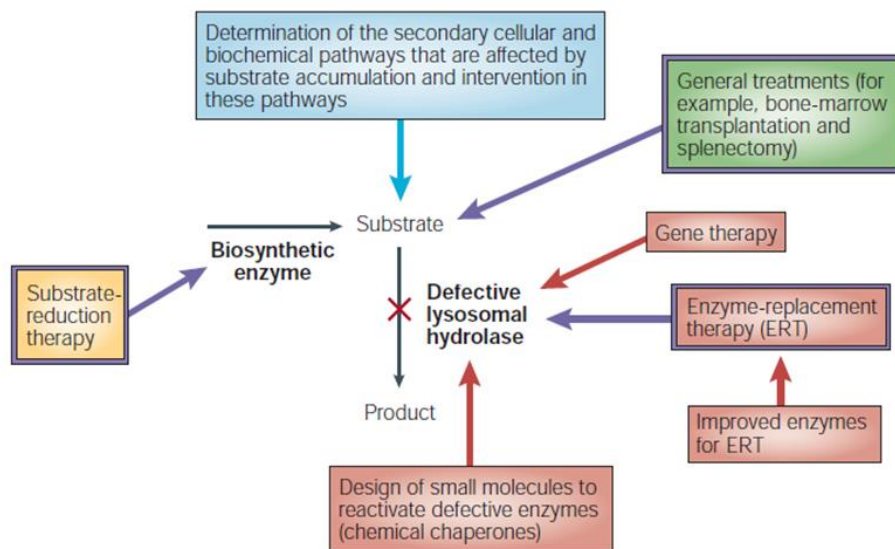 Determination of the secondary cellular and
biochemical pathways that are affected by
substrate accumulation and intervention in
these pathways
General treatments (for
example, bone-marrow
transplantation and
splenectomy)
Substrate
Biosynthetic
enzyme
Gene therapy
Substrate-
reduction
therapy
Defective
lysosomal
hydrolase
Enzyme-replacement
therapy (ERT)
Product
Improved enzymes
for ERT
Design of small molecules to
reactivate defective enzymes
(chemical chaperones)